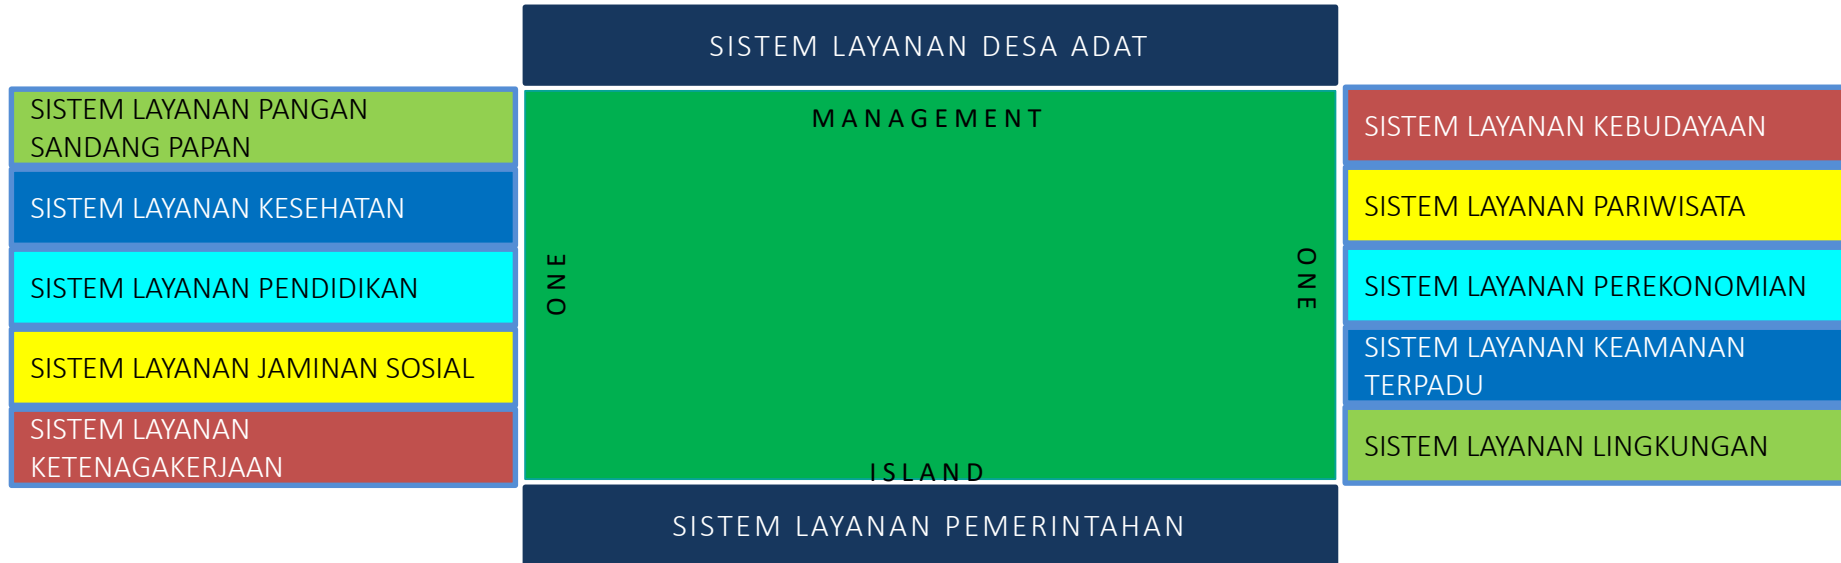 SISTEM LAYANAN DESA ADAT
SISTEM LAYANAN PANGAN
SANDANG PAPAN
SISTEM LAYANAN KESEHATAN
SISTEM LAYANAN PENDIDIKAN
SISTEM LAYANAN JAMINAN SOSIAL
SISTEM LAYANAN
KETENAGAKERJAAN
MANAGEMENT
ONE
ONE
ISLAND
SISTEM LAYANAN KEBUDAYAAN
SISTEM LAYANAN PARIWISATA
SISTEM LAYANAN PEREKONOMIAN
SISTEM LAYANAN KEAMANAN
TERPADU
SISTEM LAYANAN LINGKUNGAN
SISTEM LAYANAN PEMERINTAHAN